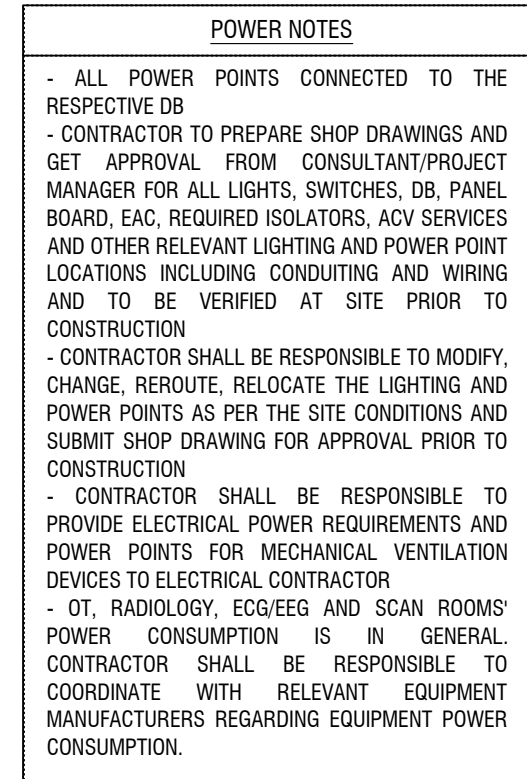 POWER NOTES
- ALL POWER POINTS CONNECTED TO THE
RESPECTIVE DB
- CONTRACTOR TO PREPARE SHOP DRAWINGS AND
GET APPROVAL FROM CONSULTANT/PROJECT
MANAGER FOR ALL LIGHTS, SWITCHES, DB, PANEL
BOARD, EAC, REQUIRED ISOLATORS, ACV SERVICES
AND OTHER RELEVANT LIGHTING AND POWER POINT
LOCATIONS INCLUDING CONDUITING AND WIRING
AND TO BE VERIFIED AT SITE PRIOR TO
CONSTRUCTION
- CONTRACTOR SHALL BE RESPONSIBLE TO MODIFY,
CHANGE, REROUTE, RELOCATE THE LIGHTING AND
POWER POINTS AS PER THE SITE CONDITIONS AND
SUBMIT SHOP DRAWING FOR APPROVAL PRIOR TO
CONSTRUCTION
- CONTRACTOR SHALL BE RESPONSIBLE TO
PROVIDE ELECTRICAL POWER REQUIREMENTS AND
POWER POINTS FOR MECHANICAL VENTILATION
DEVICES TO ELECTRICAL CONTRACTOR
- OT, RADIOLOGY, ECG/EEG AND SCAN ROOMS'
POWER CONSUMPTION IS IN GENERAL.
CONTRACTOR SHALL BE RESPONSIBLE TO
COORDINATE WITH RELEVANT EQUIPMENT
MANUFACTURERS REGARDING EQUIPMENT POWER
CONSUMPTION.